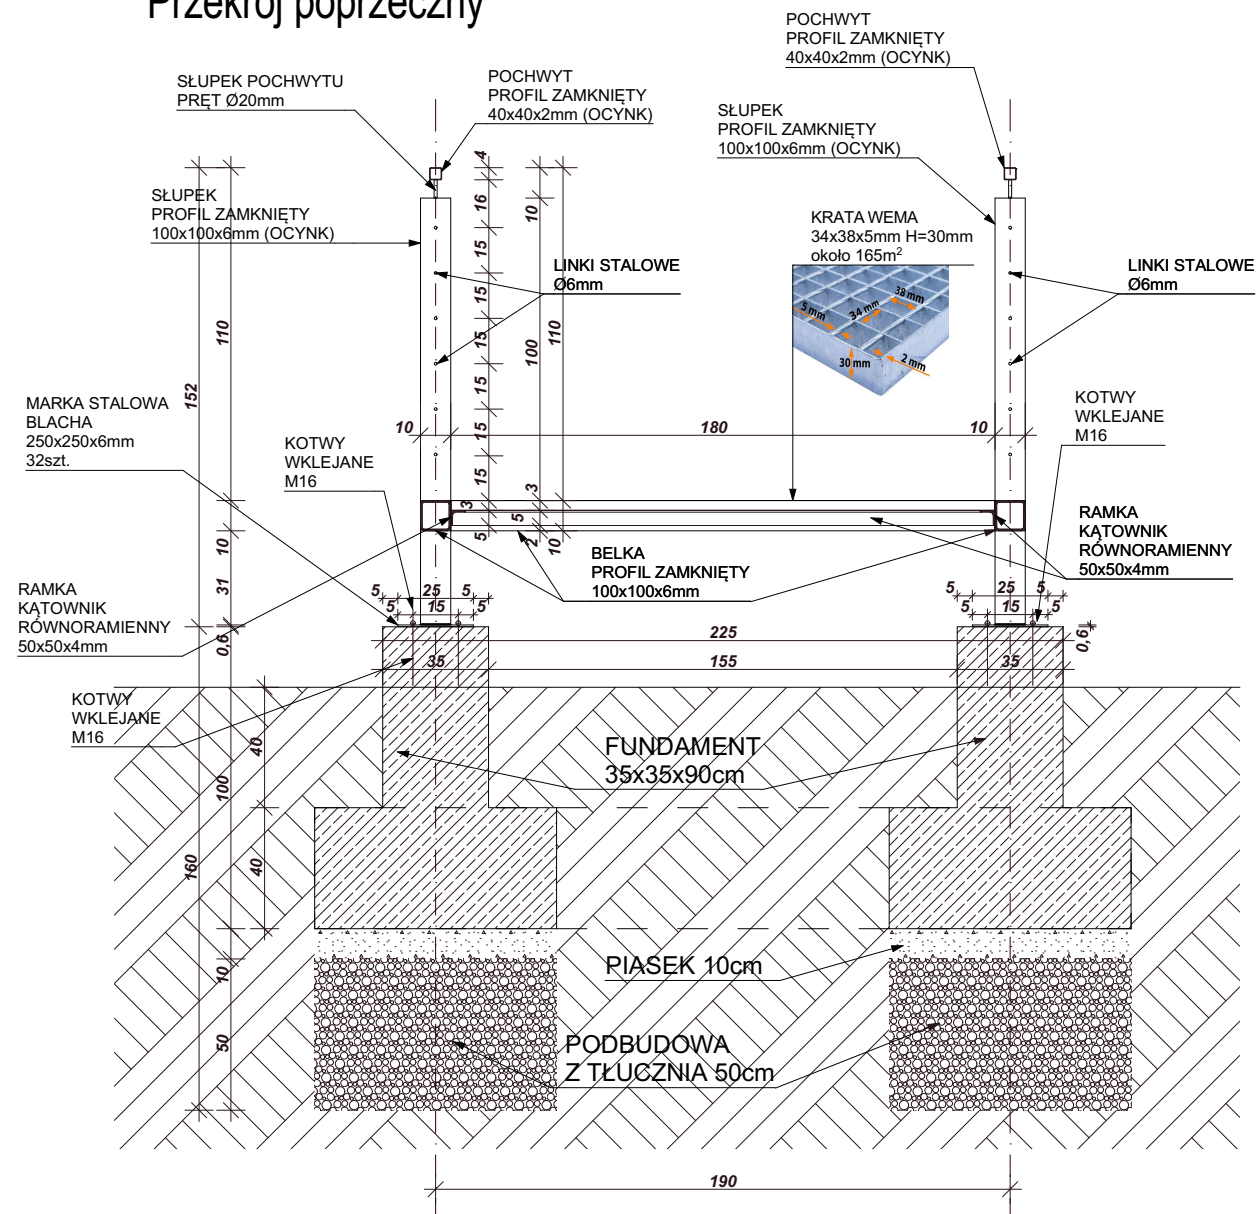 Przekrój poprzeczny
POCHWYT
PROFIL ZAMKNIĘTY
40x40x2mm (OCYNK)
SŁUPEK POCHWYTU
PRĘT Ø20mm
POCHWYT
PROFIL ZAMKNIĘTY
40x40x2mm (OCYNK)
SŁUPEK
PROFIL ZAMKNIĘTY
100x100x6mm (OCYNK)
SŁUPEK
PROFIL ZAMKNIĘTY
100x100x6mm (OCYNK)
KRATA WEMA
34x38x5mm H=30mm
około 165m²
5 mm
34 mm
38 mm
30 mm
2 mm
LINKI STALOWE
Ø6mm
LINKI STALOWE
Ø6mm
4
16
15
15
15
15
15
15
3
5
10
100
3
5
2
110
10
152
110
10
31
0,6
10
180
10
MARKA STALOWA
BLACHA
250x250x6mm
32szt.
KOTWY
WKLEJANE
M16
KOTWY
WKLEJANE
M16
RAMKA
KĄTOWNIK
RÓWNORAMIENNY
50x50x4mm
BELKA
PROFIL ZAMKNIĘTY
100x100x6mm
RAMKA
KĄTOWNIK
RÓWNORAMIENNY
50x50x4mm
5 25 5
5 15 5
5 25 5
5 15 5
0,6
225
35 155 35
KOTWY
WKLEJANE
M16
FUNDAMENT
35x35x90cm
40
100
160
40
10
50
PIASEK 10cm
PODBUDOWA
Z TŁUCZNIA 50cm
190